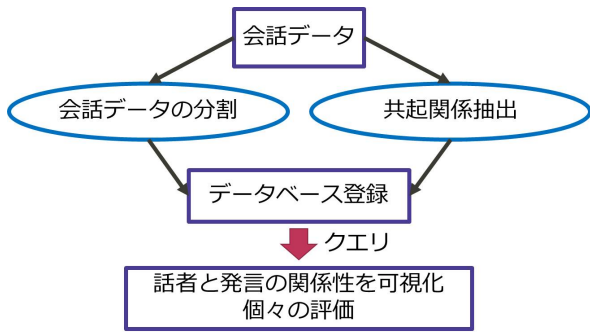 会話データ
会話データの分割
共起関係抽出
データベース登録
クエリ
話者と発言の関係性を可視化
個々の評価